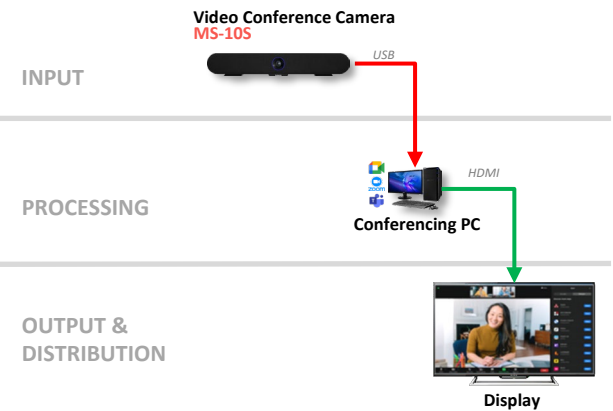 Video Conference Camera
MS-10S
USB
INPUT
HDMI
zoom
PROCESSING
Conferencing PC
OUTPUT &
DISTRIBUTION
Display